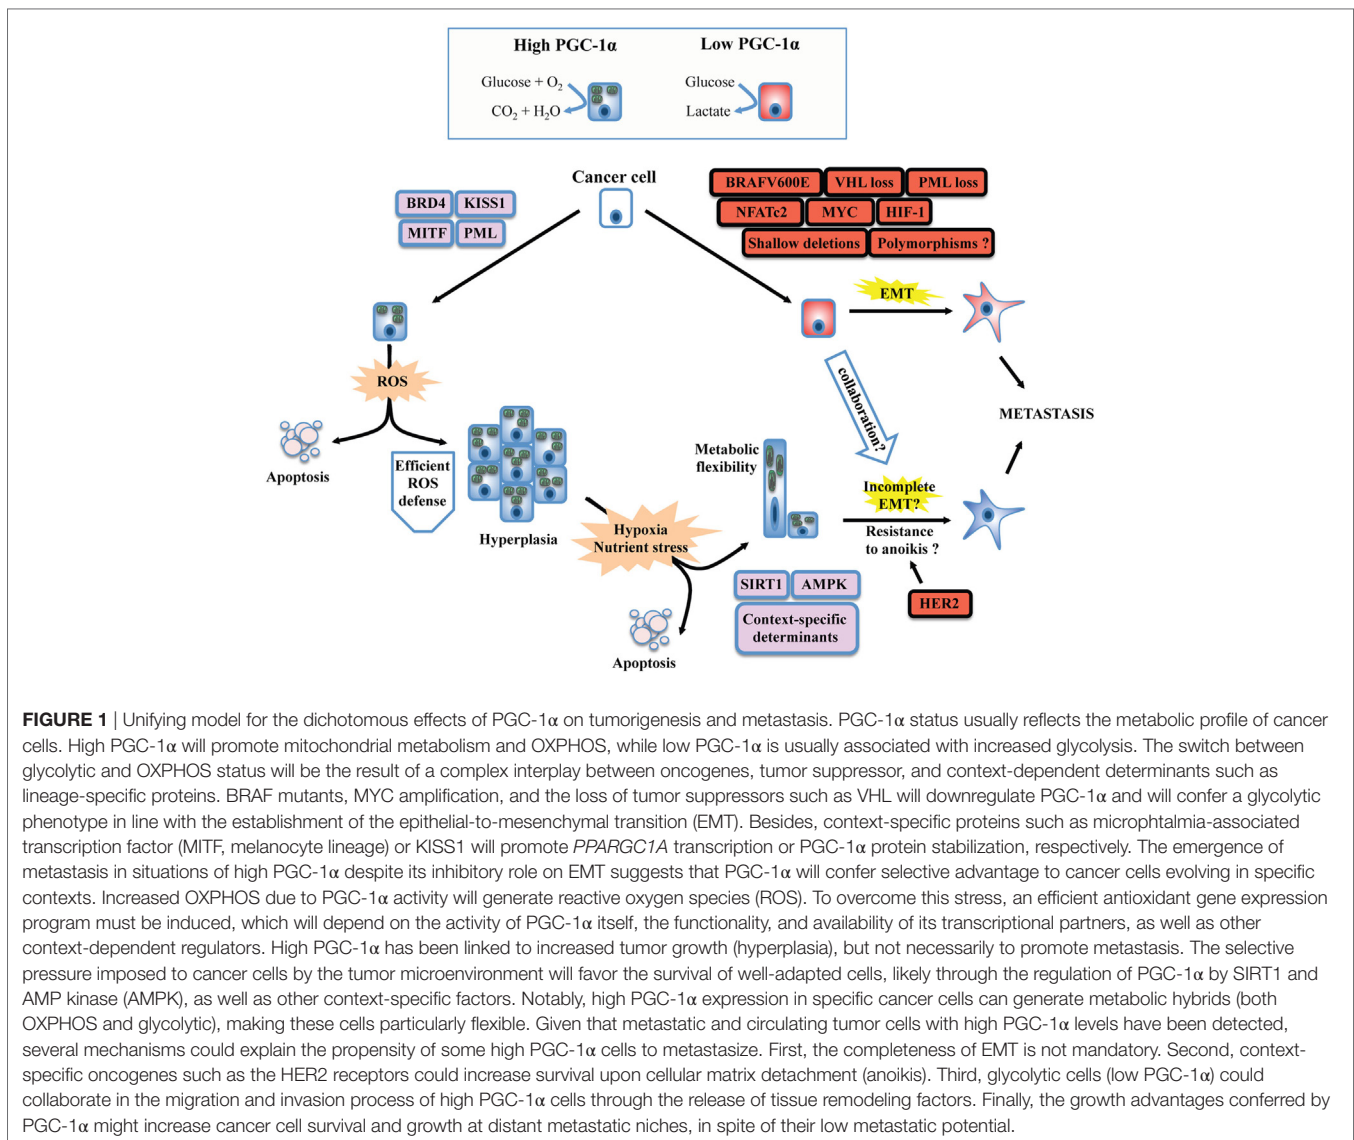 High PGC-1α
Low PGC-1α
Glucose + O₂
CO₂ + H₂O
Glucose
Lactate
Cancer cell
BRD4
KISS1
MITF
PML
BRAFV600E
VHL loss
PML loss
NFATc2
MYC
HIF-1
Shallow deletions
Polymorphisms ?
EMT
ROS
collaboration?
METASTASIS
Apoptosis
Efficient
ROS
defense
Hyperplasia
Metabolic
flexibility
Hypoxia
Nutrient stress
Incomplete
EMT?
Resistance
to anoikis ?
SIRT1
AMPK
Context-specific
determinants
HER2
Apoptosis
FIGURE 1 | Unifying model for the dichotomous effects of PGC-1α on tumorigenesis and metastasis. PGC-1α status usually reflects the metabolic profile of cancer
cells. High PGC-1α will promote mitochondrial metabolism and OXPHOS, while low PGC-1α is usually associated with increased glycolysis. The switch between
glycolytic and OXPHOS status will be the result of a complex interplay between oncogenes, tumor suppressor, and context-dependent determinants such as
lineage-specific proteins. BRAF mutants, MYC amplification, and the loss of tumor suppressors such as VHL will downregulate PGC-1α and will confer a glycolytic
phenotype in line with the establishment of the epithelial-to-mesenchymal transition (EMT). Besides, context-specific proteins such as microphtalmia-associated
transcription factor (MITF, melanocyte lineage) or KISS1 will promote PPARGC1A transcription or PGC-1α protein stabilization, respectively. The emergence of
metastasis in situations of high PGC-1α despite its inhibitory role on EMT suggests that PGC-1α will confer selective advantage to cancer cells evolving in specific
contexts. Increased OXPHOS due to PGC-1α activity will generate reactive oxygen species (ROS). To overcome this stress, an efficient antioxidant gene expression
program must be induced, which will depend on the activity of PGC-1α itself, the functionality, and availability of its transcriptional partners, as well as other
context-dependent regulators. High PGC-1α has been linked to increased tumor growth (hyperplasia), but not necessarily to promote metastasis. The selective
pressure imposed to cancer cells by the tumor microenvironment will favor the survival of well-adapted cells, likely through the regulation of PGC-1α by SIRT1 and
AMP kinase (AMPK), as well as other context-specific factors. Notably, high PGC-1α expression in specific cancer cells can generate metabolic hybrids (both
OXPHOS and glycolytic), making these cells particularly flexible. Given that metastatic and circulating tumor cells with high PGC-1α levels have been detected,
several mechanisms could explain the propensity of some high PGC-1α cells to metastasize. First, the completeness of EMT is not mandatory. Second, context-
specific oncogenes such as the HER2 receptors could increase survival upon cellular matrix detachment (anoikis). Third, glycolytic cells (low PGC-1α) could
collaborate in the migration and invasion process of high PGC-1α cells through the release of tissue remodeling factors. Finally, the growth advantages conferred by
PGC-1α might increase cancer cell survival and growth at distant metastatic niches, in spite of their low metastatic potential.